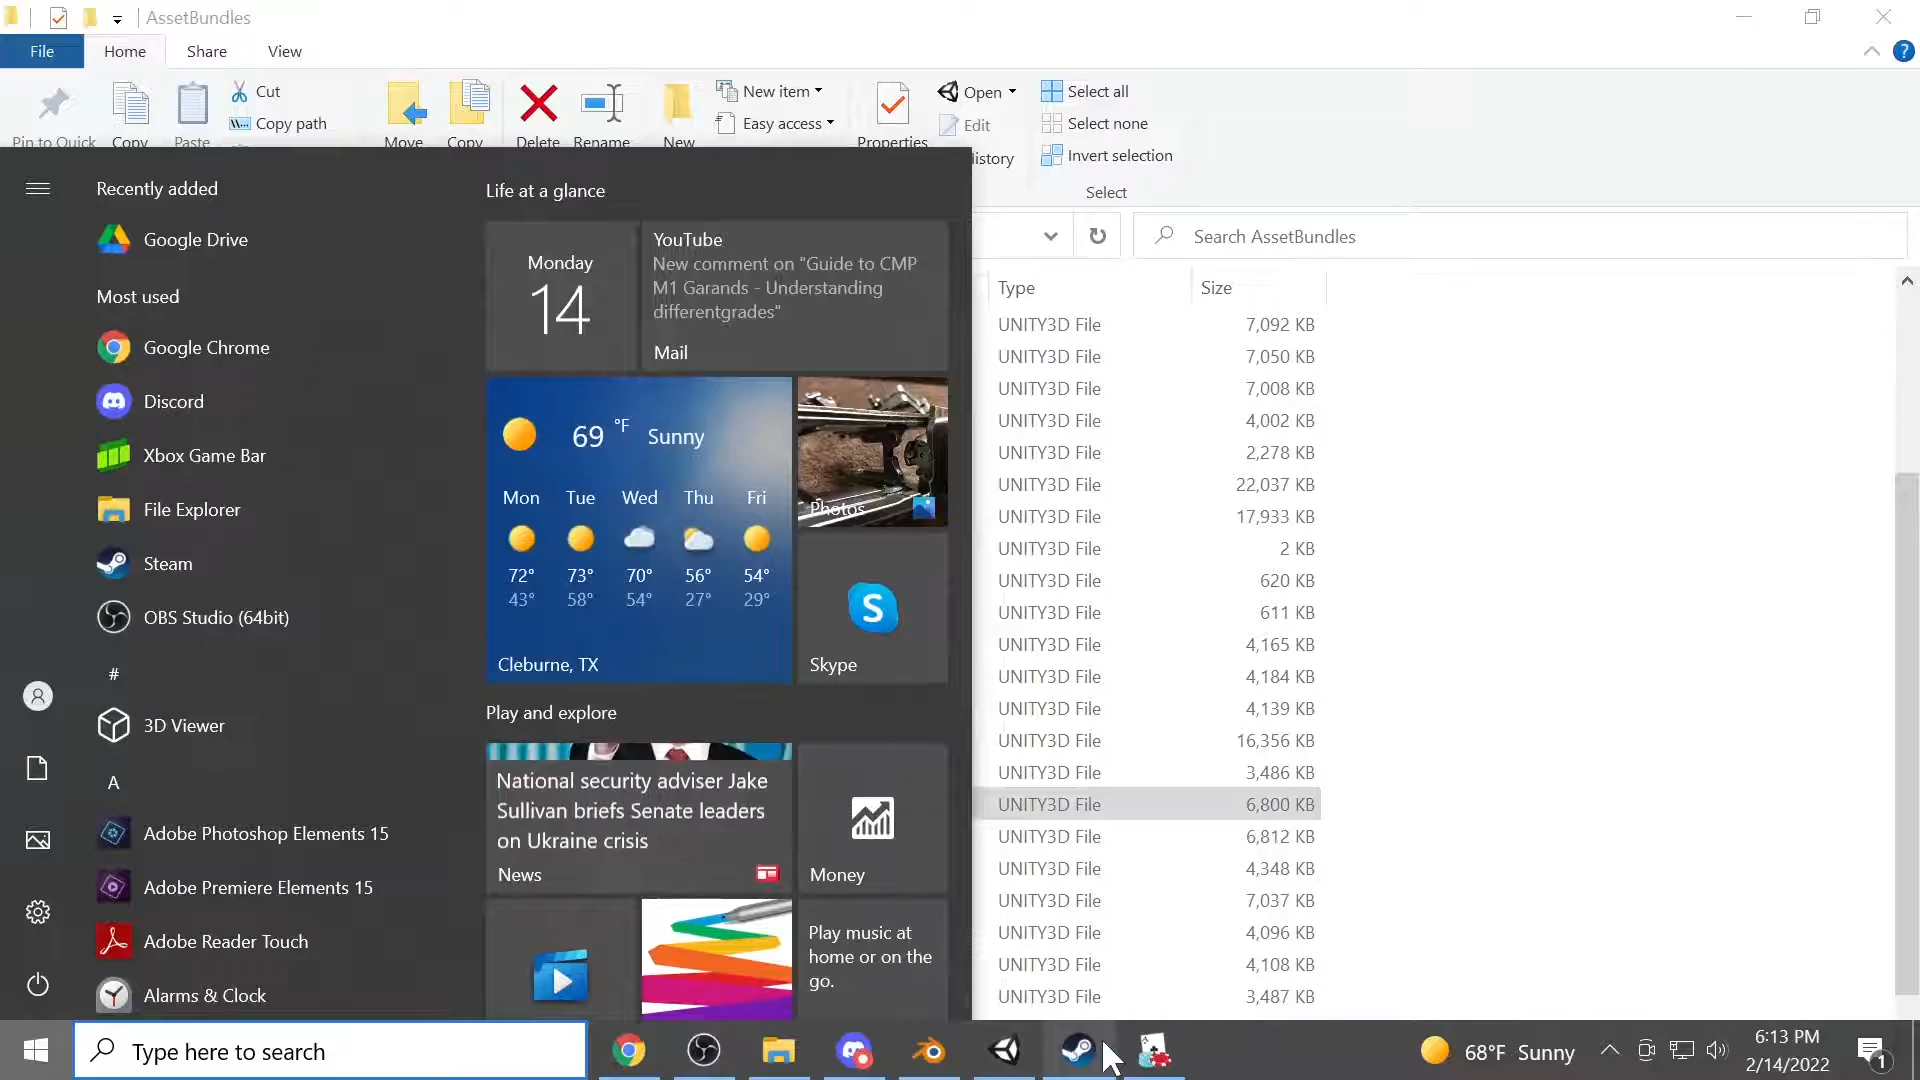 AssetBundles
File
Home
Share
View
Pin to Quick
Copy
Paste
Cut
Copy path
Move
Copy
Delete
Rename
New
New item
Easy access
Properties
Open
Edit
History
Select all
Select none
Invert selection
Select
Search AssetBundles
Recently added
Google Drive
Most used
Google Chrome
Discord
Xbox Game Bar
File Explorer
Steam
OBS Studio (64bit)
#
3D Viewer
A
Adobe Photoshop Elements 15
Adobe Premiere Elements 15
Adobe Reader Touch
Alarms & Clock
Life at a glance
Monday
14
YouTube
New comment on "Guide to CMP
M1 Garands - Understanding
differentgrades"
Mail
69 °F Sunny
Mon Tue Wed Thu Fri
72° 73° 70° 56° 54°
43° 58° 54° 27° 29°
Cleburne, TX
Photos
Skype
Play and explore
National security adviser Jake
Sullivan briefs Senate leaders
on Ukraine crisis
News
Money
Play music at
home or on the
go.
Type Size
UNITY3D File 7,092 KB
UNITY3D File 7,050 KB
UNITY3D File 7,008 KB
UNITY3D File 4,002 KB
UNITY3D File 2,278 KB
UNITY3D File 22,037 KB
UNITY3D File 17,933 KB
UNITY3D File 2 KB
UNITY3D File 620 KB
UNITY3D File 611 KB
UNITY3D File 4,165 KB
UNITY3D File 4,184 KB
UNITY3D File 4,139 KB
UNITY3D File 16,356 KB
UNITY3D File 3,486 KB
UNITY3D File 6,800 KB
UNITY3D File 6,812 KB
UNITY3D File 4,348 KB
UNITY3D File 7,037 KB
UNITY3D File 4,096 KB
UNITY3D File 4,108 KB
UNITY3D File 3,487 KB
Type here to search
68°F Sunny
6:13 PM
2/14/2022
1